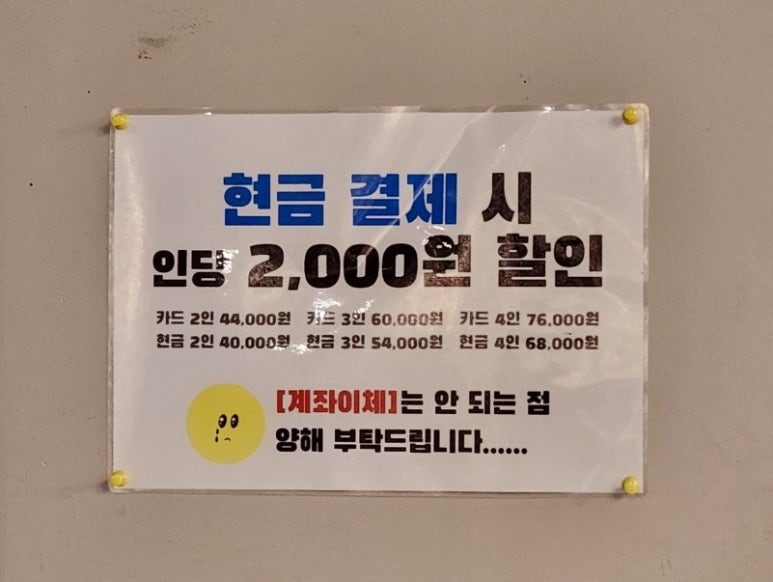 현금 결제 시
인당 2,000원 할인
카드 2인 44,000원 카드 3인 60,000원 카드 4인 76,000원
현금 2인 40,000원 현금 3인 54,000원 현금 4인 68,000원
[계좌이체]는 안 되는 점
양해 부탁드립니다......